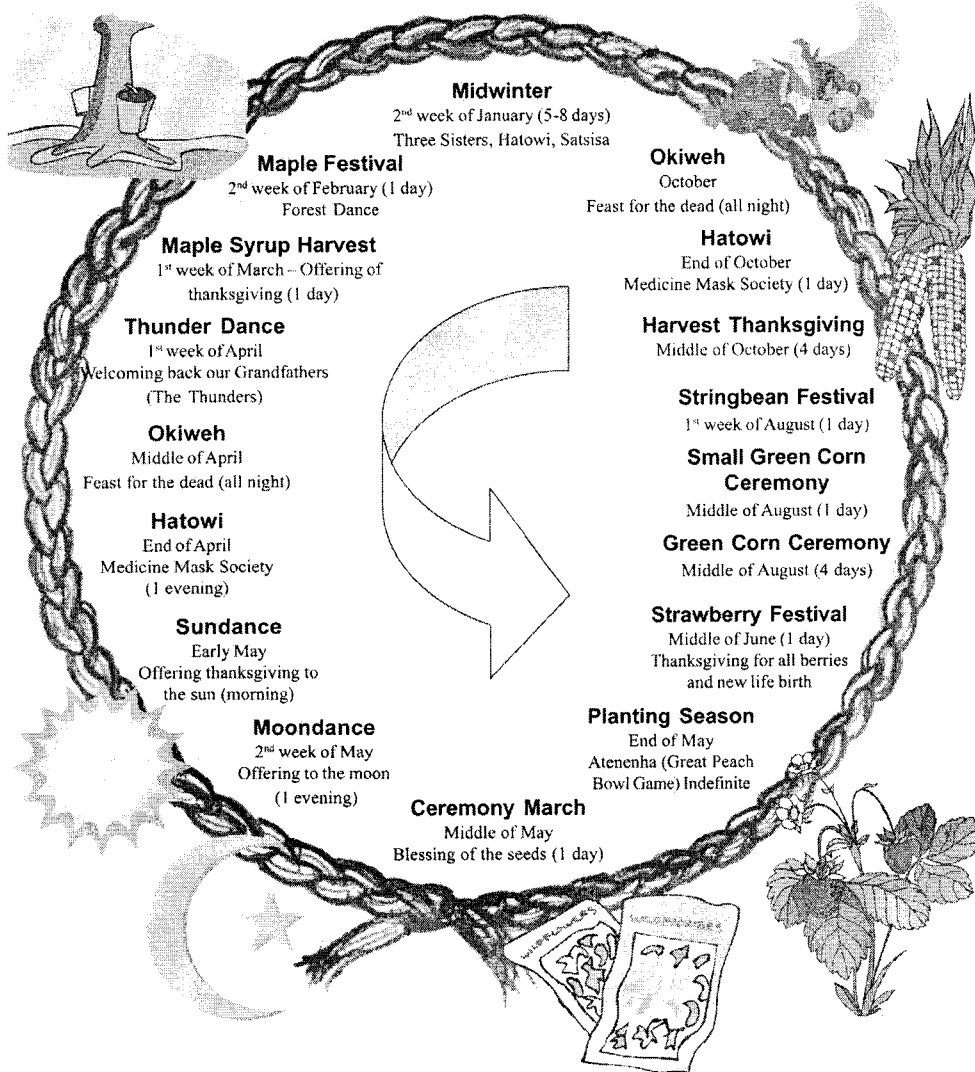 Midwinter
2nd week of January (5-8 days)
Three Sisters, Hatowi, Satsisa
Maple Festival
2nd week of February (1 day)
Forest Dance
Maple Syrup Harvest
1st week of March – Offering of
thanksgiving (1 day)
Thunder Dance
1st week of April
Welcoming back our Grandfathers
(The Thunders)
Okiweh
Middle of April
Feast for the dead (all night)
Hatowi
End of April
Medicine Mask Society
(1 evening)
Sundance
Early May
Offering thanksgiving to
the sun (morning)
Moondance
2nd week of May
Offering to the moon
(1 evening)
Ceremony March
Middle of May
Blessing of the seeds (1 day)
Planting Season
End of May
Atenenha (Great Peach
Bowl Game) Indefinite
Strawberry Festival
Middle of June (1 day)
Thanksgiving for all berries
and new life birth
Green Corn Ceremony
Middle of August (4 days)
Small Green Corn
Ceremony
Middle of August (1 day)
Stringbean Festival
1st week of August (1 day)
Harvest Thanksgiving
Middle of October (4 days)
Hatowi
End of October
Medicine Mask Society (1 day)
Okiweh
October
Feast for the dead (all night)
WILDFLOWERS